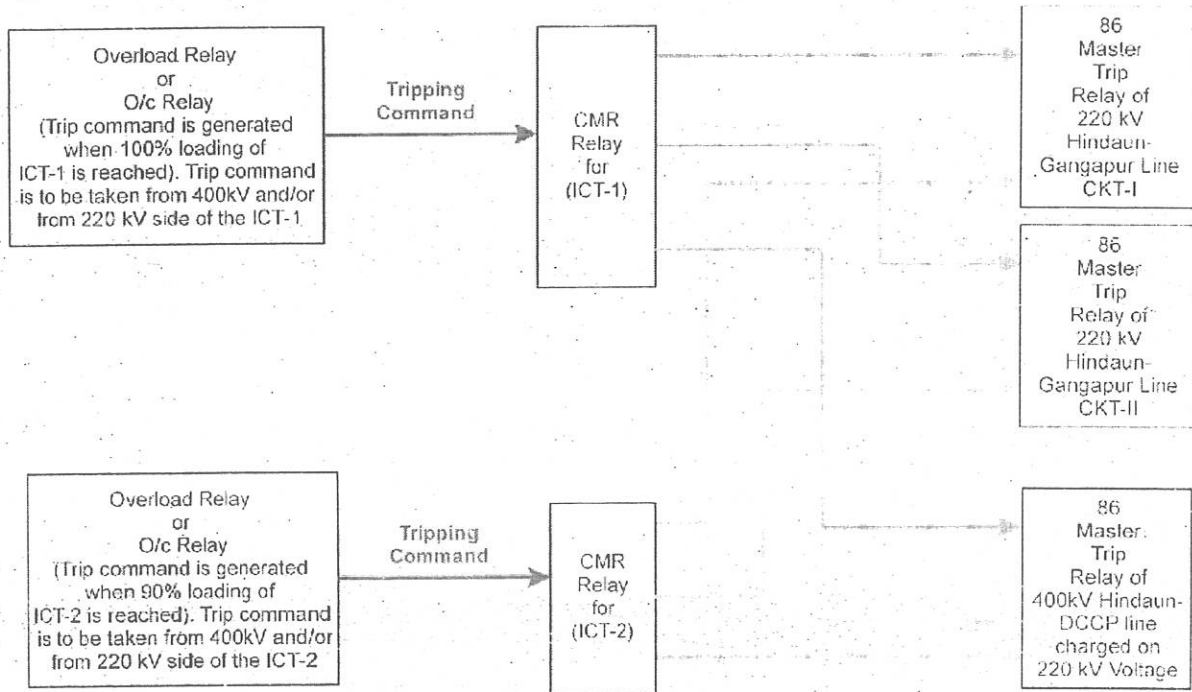 Overload Relay
or
O/c Relay
(Trip command is generated
when 100% loading of
ICT-1 is reached). Trip command
is to be taken from 400kV and/or
from 220 kV side of the ICT-1
Tripping
Command
CMR
Relay
for
(ICT-1)
86
Master
Trip
Relay of
220 kV
Hindaun-
Gangapur Line
CKT-I
86
Master
Trip
Relay of
220 kV
Hindaun-
Gangapur Line
CKT-II
Overload Relay
or
O/c Relay
(Trip command is generated
when 90% loading of
ICT-2 is reached). Trip command
is to be taken from 400kV and/or
from 220 kV side of the ICT-2
Tripping
Command
CMR
Relay
for
(ICT-2)
86
Master
Trip
Relay of
400kV Hindaun-
DCCP line
charged on
220 kV Voltage